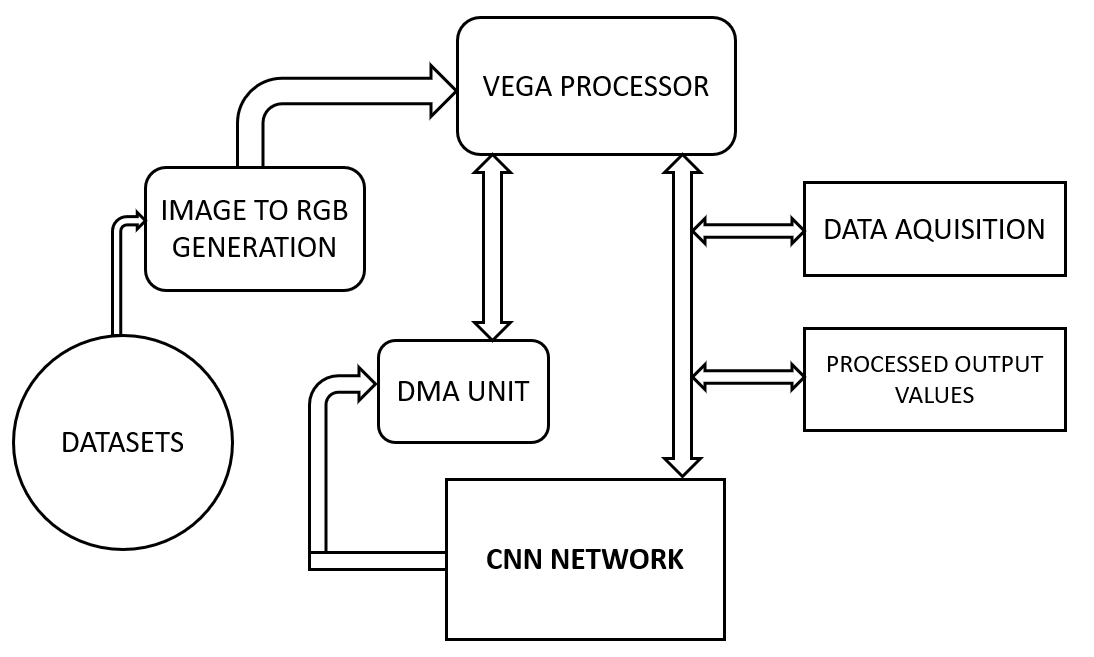 VEGA PROCESSOR
IMAGE TO RGB
GENERATION
DATA AQUISITION
PROCESSED OUTPUT
VALUES
DMA UNIT
DATASETS
CNN NETWORK